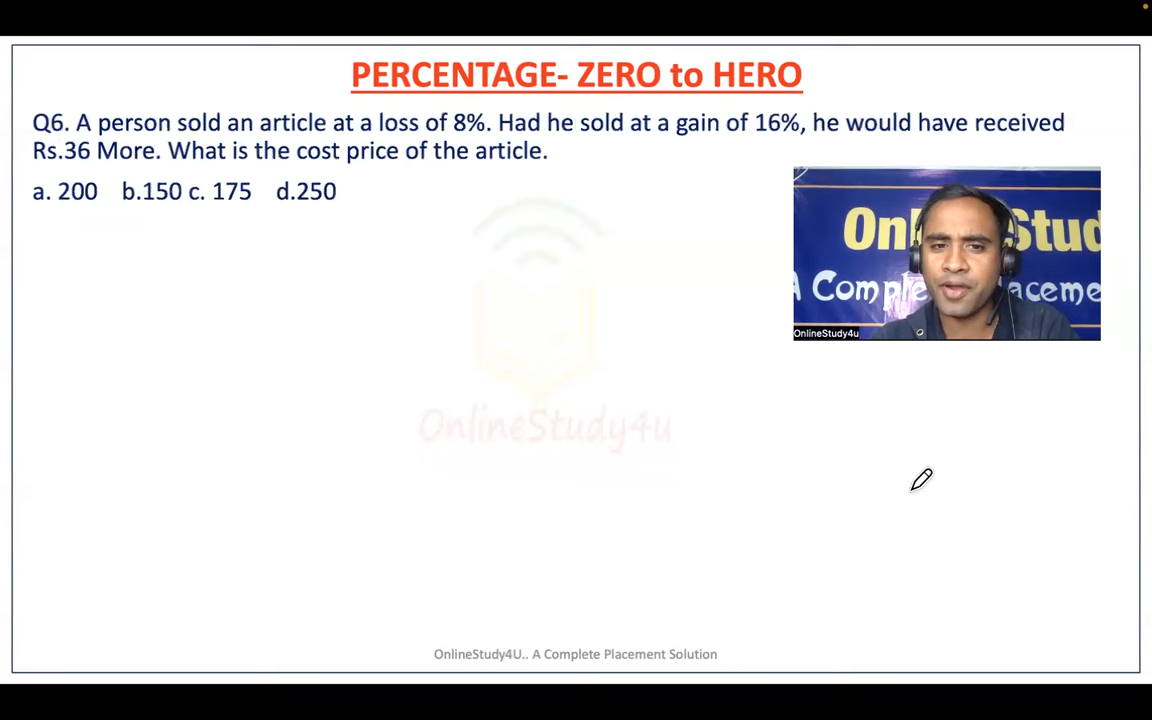 PERCENTAGE- ZERO to HERO
Q6. A person sold an article at a loss of 8%. Had he sold at a gain of 16%, he would have received
Rs.36 More. What is the cost price of the article.
a. 200 b.150 c. 175 d.250
OnlineStudy4u
OnlineStudy4u
OnlineStudy4U.. A Complete Placement Solution